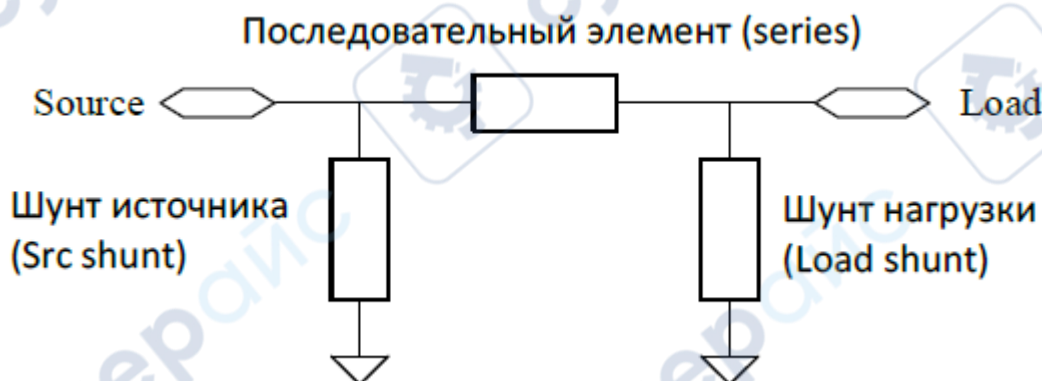 Последовательный элемент (series)
Source
Load
Шунт источника
(Src shunt)
Шунт нагрузки
(Load shunt)